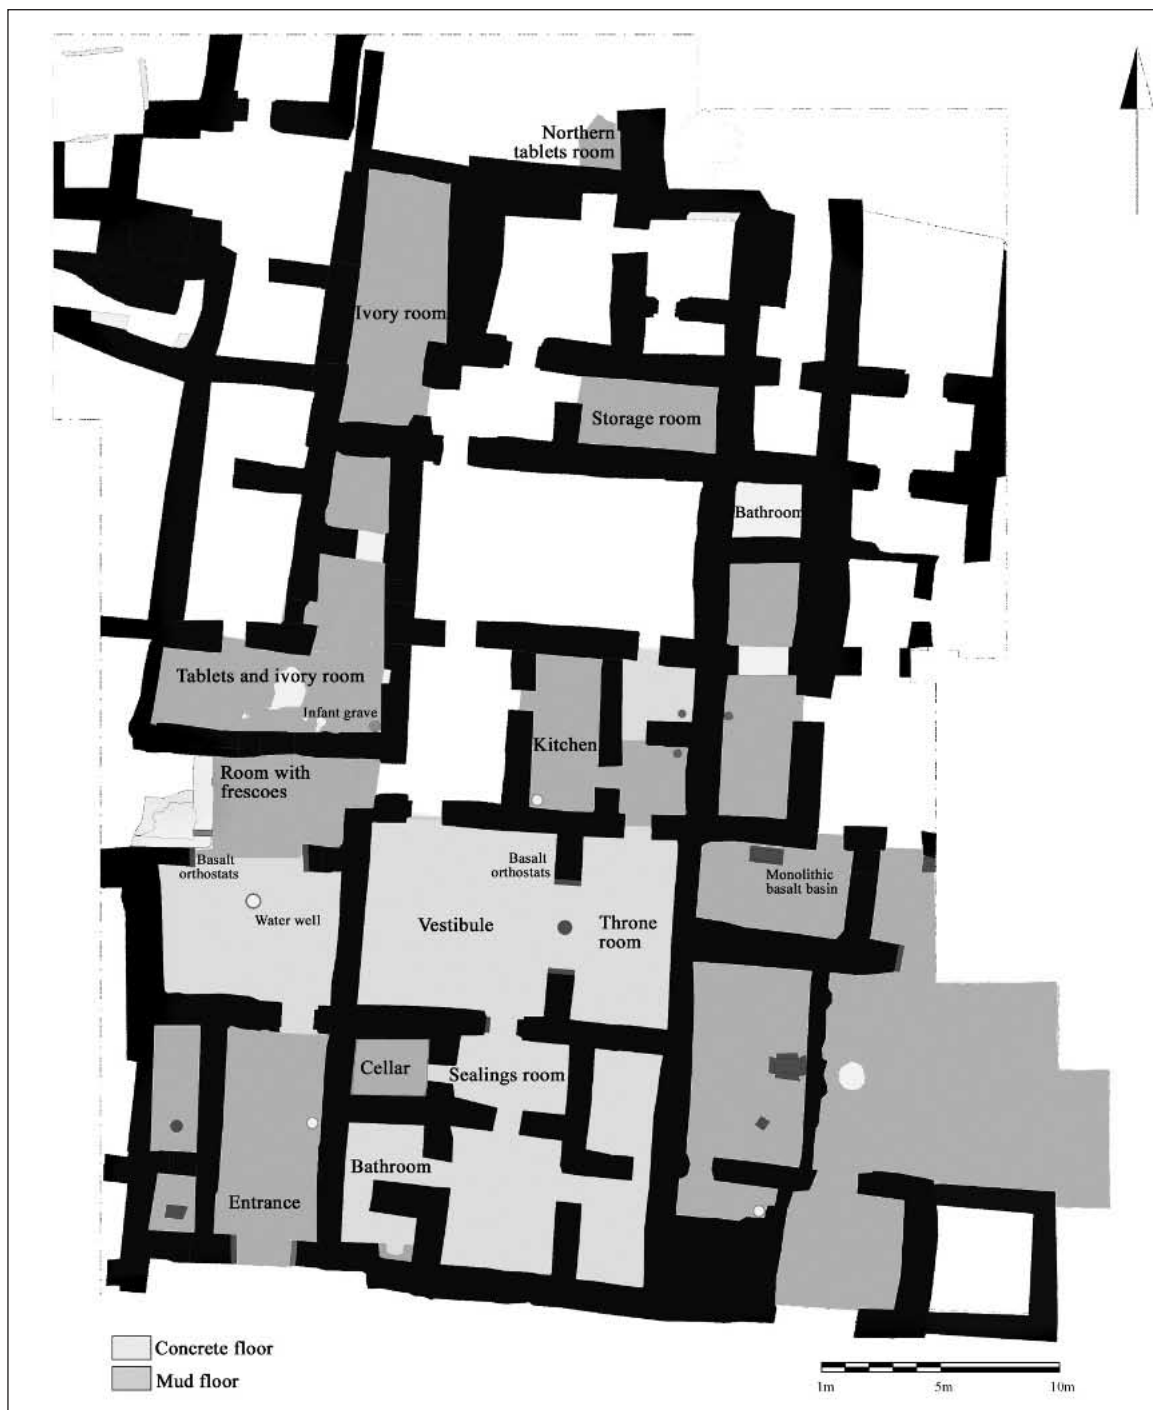 Northern
tablets room
Ivory room
Storage room
Bathroom
Tablets and ivory room
Infant grave
Kitchen
Room with
frescoes
Basalt
orthostats
Basalt
orthostats
Monolithic
basalt basin
Water well
Vestibule
Throne
room
Cellar
Sealings room
Bathroom
Entrance
Concrete floor
Mud floor
1m 5m 10m